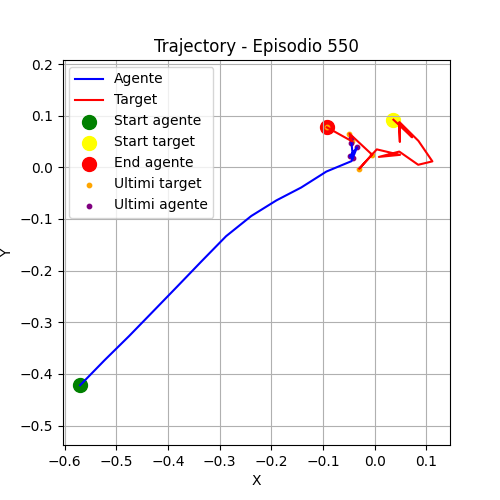 Trajectory - Episodio 550
Agente
Target
Start agente
Start target
End agente
Ultimi target
Ultimi agente
0.2
0.1
0.0
−0.1
−0.2
−0.3
−0.4
−0.5
Y
−0.6 −0.5 −0.4 −0.3 −0.2 −0.1 0.0 0.1
X